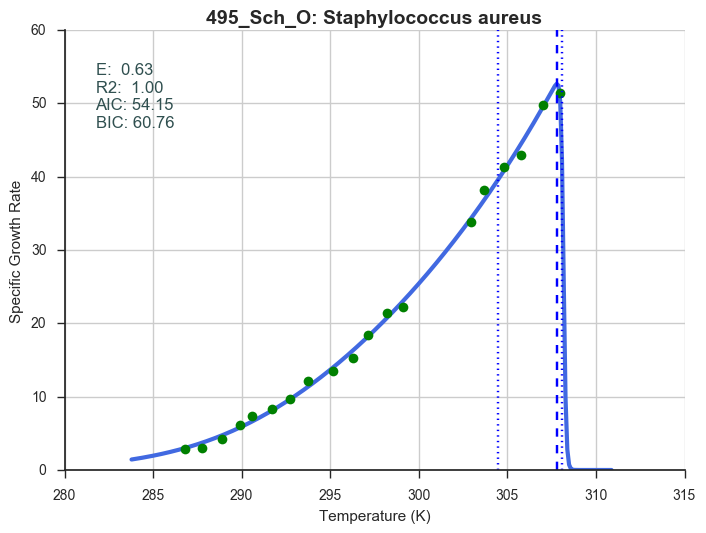 495_Sch_O: Staphylococcus aureus
E:  0.63
R2:  1.00
AIC: 54.15
BIC: 60.76
Specific Growth Rate
60
50
40
30
20
10
0
280 285 290 295 300 305 310 315
Temperature (K)